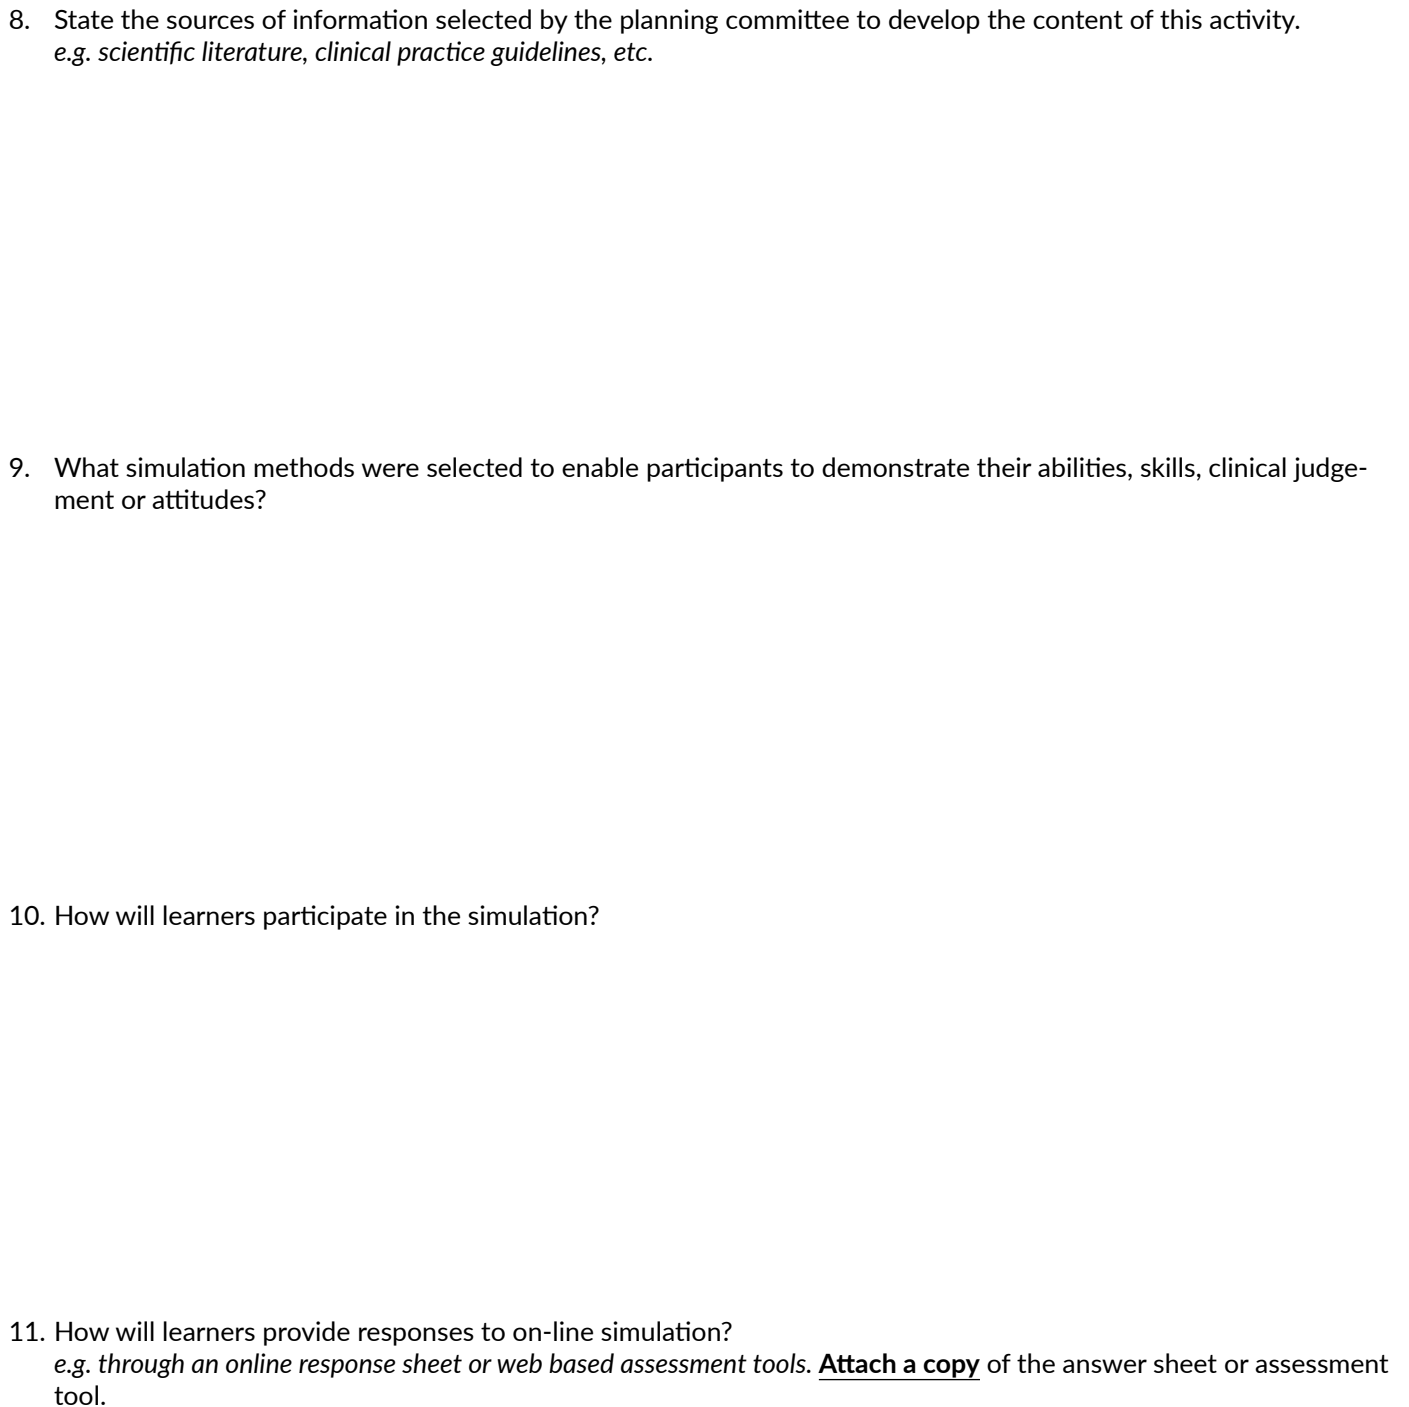 8. State the sources of information selected by the planning committee to develop the content of this activity.
e.g. scientific literature, clinical practice guidelines, etc.
9. What simulation methods were selected to enable participants to demonstrate their abilities, skills, clinical judge-
ment or attitudes?
10. How will learners participate in the simulation?
11. How will learners provide responses to on-line simulation?
e.g. through an online response sheet or web based assessment tools. Attach a copy of the answer sheet or assessment
tool.